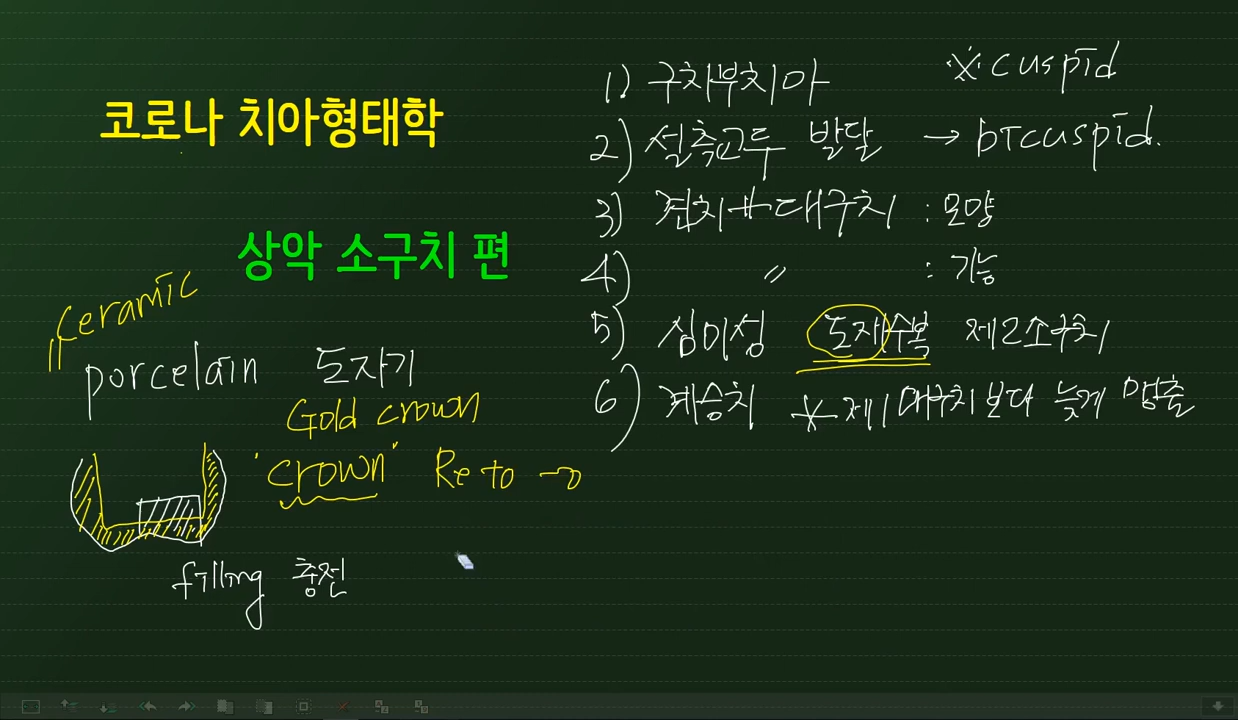 코로나 치아형태학
상악 소구치 편
ceramic
porcelain 도자기
Gold crown
"crown" Re to →
filling 충전
※ cuspid
1) 구치부치아
2) 설측교두 발달 → bicuspid.
3) 견치+대구치 : 모양
4) 〃 : 기능
5) 심미성 도재수복 제2소구치
6) 계승치 * 제1대구치보다 늦게 맹출